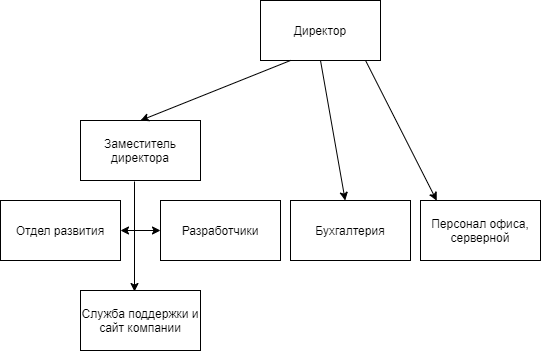 Директор
Заместитель
директора
Отдел развития
Разработчики
Бухгалтерия
Персонал офиса,
серверной
Служба поддержки и
сайт компании